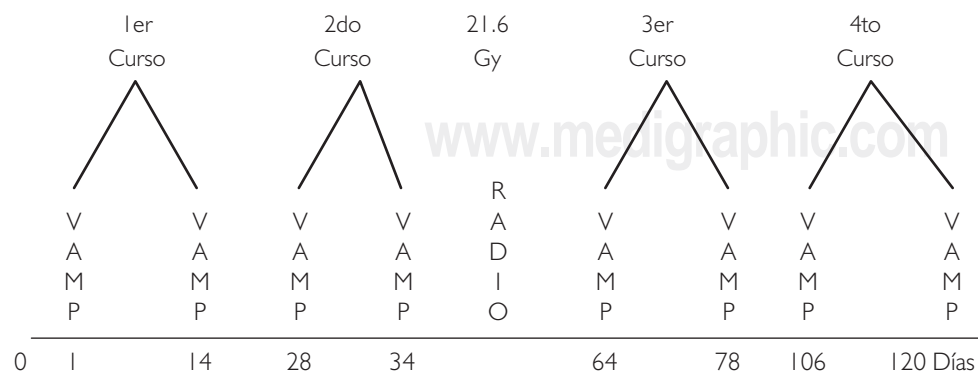 1er 2do 21.6 3er 4to
Curso Curso Gy Curso Curso
www.medigraphic.com
R
V V V V A V V V V
A A A A D A A A A
M M M M I M M M M
P P P P O P P P P
0 1 14 28 34 64 78 106 120 Días